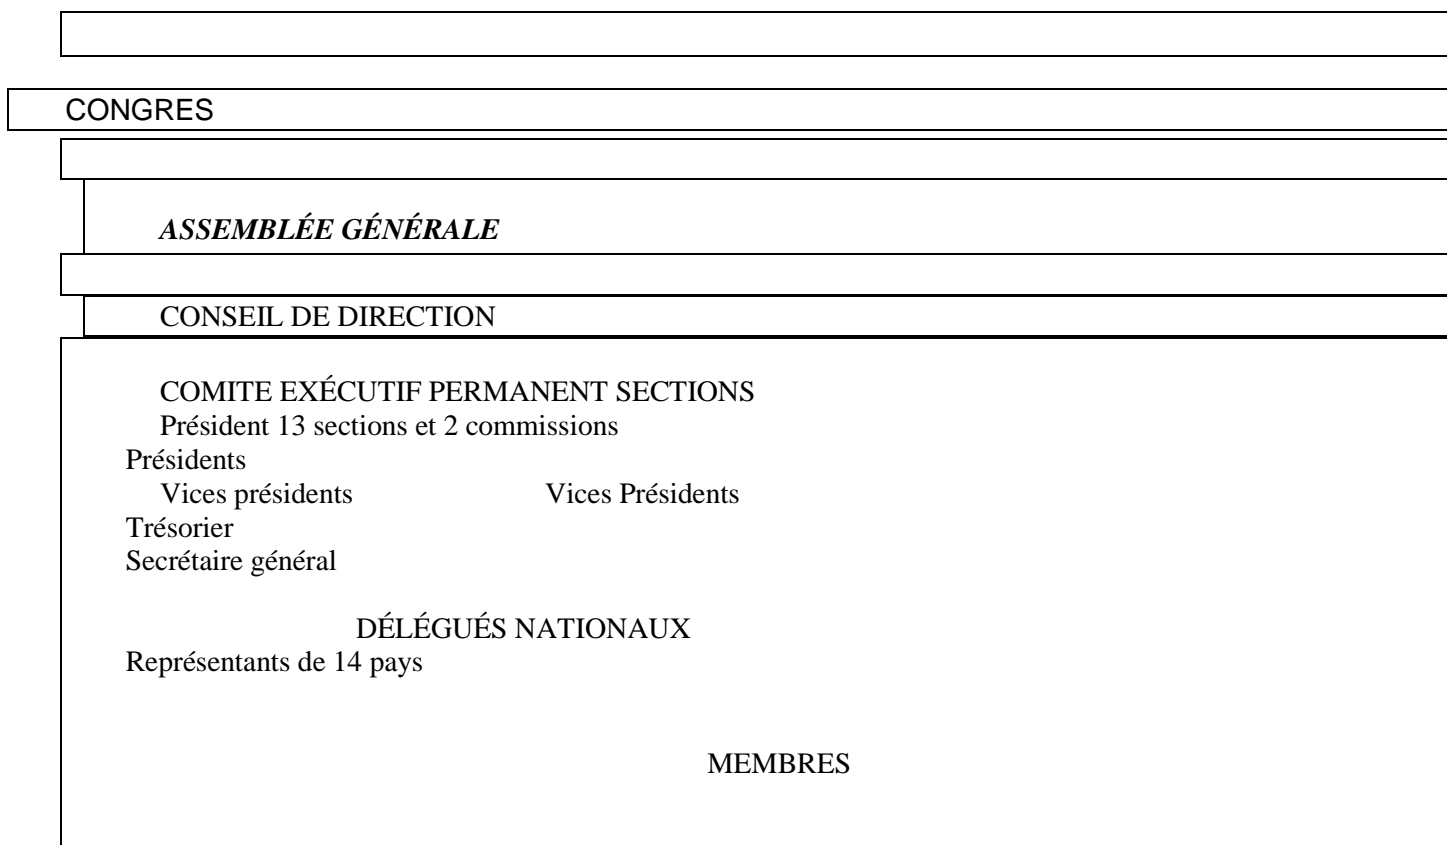 CONGRES
ASSEMBLÉE GÉNÉRALE
CONSEIL DE DIRECTION
COMITE EXÉCUTIF PERMANENT SECTIONS
Président 13 sections et 2 commissions
Présidents
Vices présidents Vices Présidents
Trésorier
Secrétaire général
DÉLÉGUÉS NATIONAUX
Représentants de 14 pays
MEMBRES